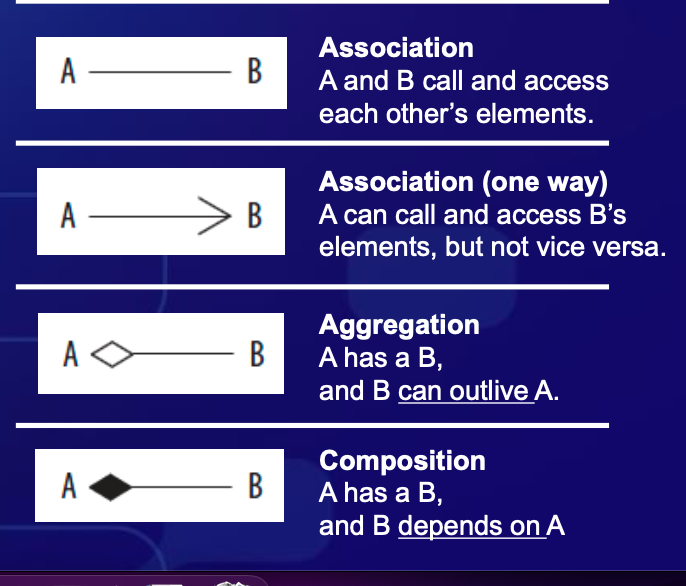 A B
Association
A and B call and access
each other’s elements.
A B
Association (one way)
A can call and access B’s
elements, but not vice versa.
A B
Aggregation
A has a B,
and B can outlive A.
A B
Composition
A has a B,
and B depends on A